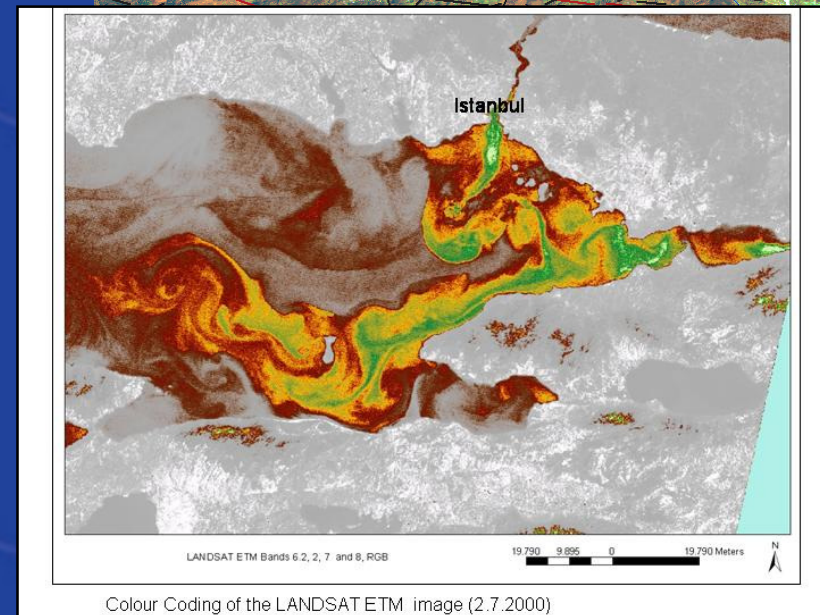 Istanbul
LANDSAT ETM Bands 6.2, 2, 7 and 8, RGB
19.790 9.895 0 19.790 Meters
N
Colour Coding of the LANDSAT ETM image (2.7.2000)